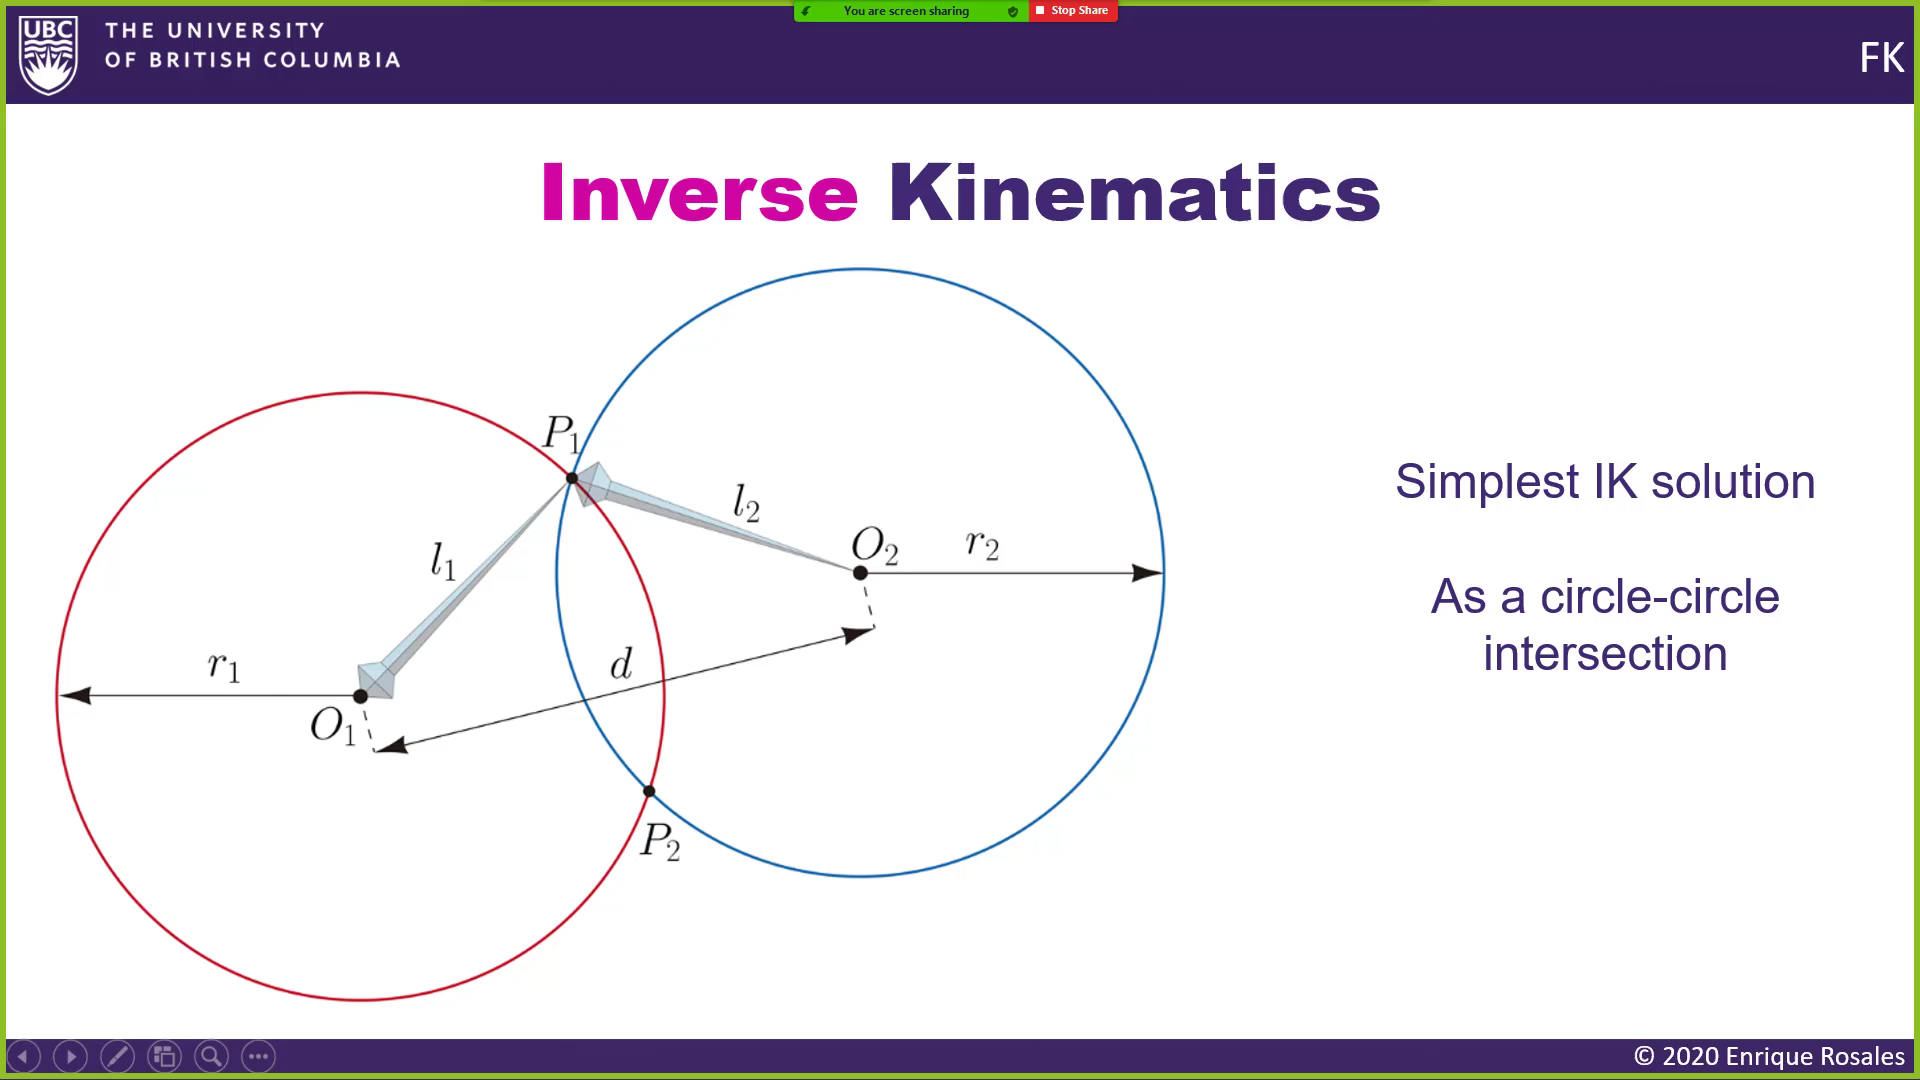 You are screen sharing
Stop Share
UBC
THE UNIVERSITY
OF BRITISH COLUMBIA
FK
Inverse Kinematics
P₁
l₂
O₂
r₂
l₁
r₁
d
O₁
P₂
Simplest IK solution
As a circle-circle
intersection
© 2020 Enrique Rosales